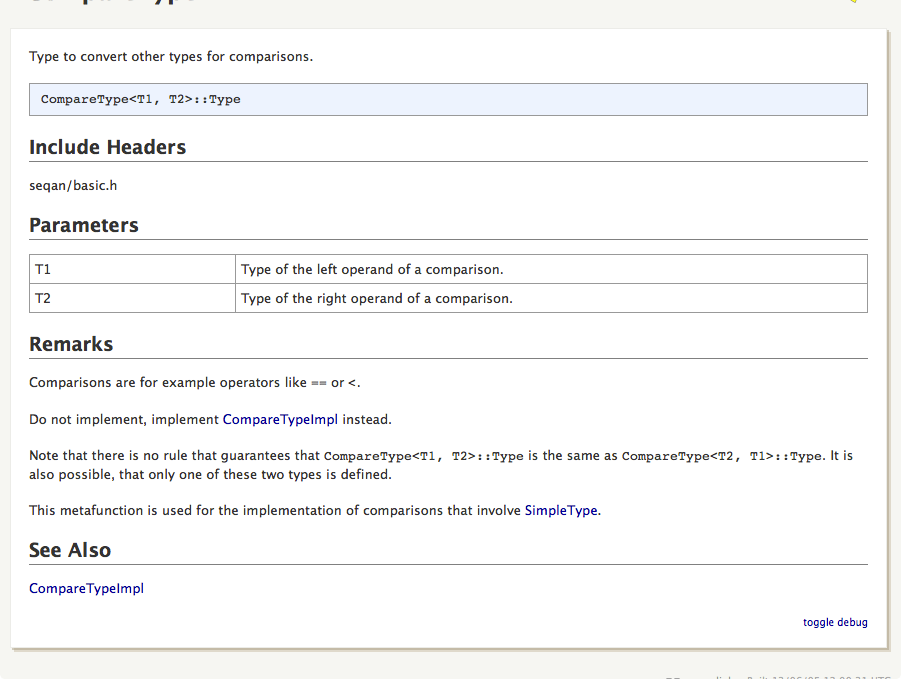 Type to convert other types for comparisons.
CompareType<T1, T2>::Type
Include Headers
seqan/basic.h
Parameters
T1 Type of the left operand of a comparison.
T2 Type of the right operand of a comparison.
Remarks
Comparisons are for example operators like == or <.
Do not implement, implement CompareTypeImpl instead.
Note that there is no rule that guarantees that CompareType<T1, T2>::Type is the same as CompareType<T2, T1>::Type. It is
also possible, that only one of these two types is defined.
This metafunction is used for the implementation of comparisons that involve SimpleType.
See Also
CompareTypeImpl
toggle debug